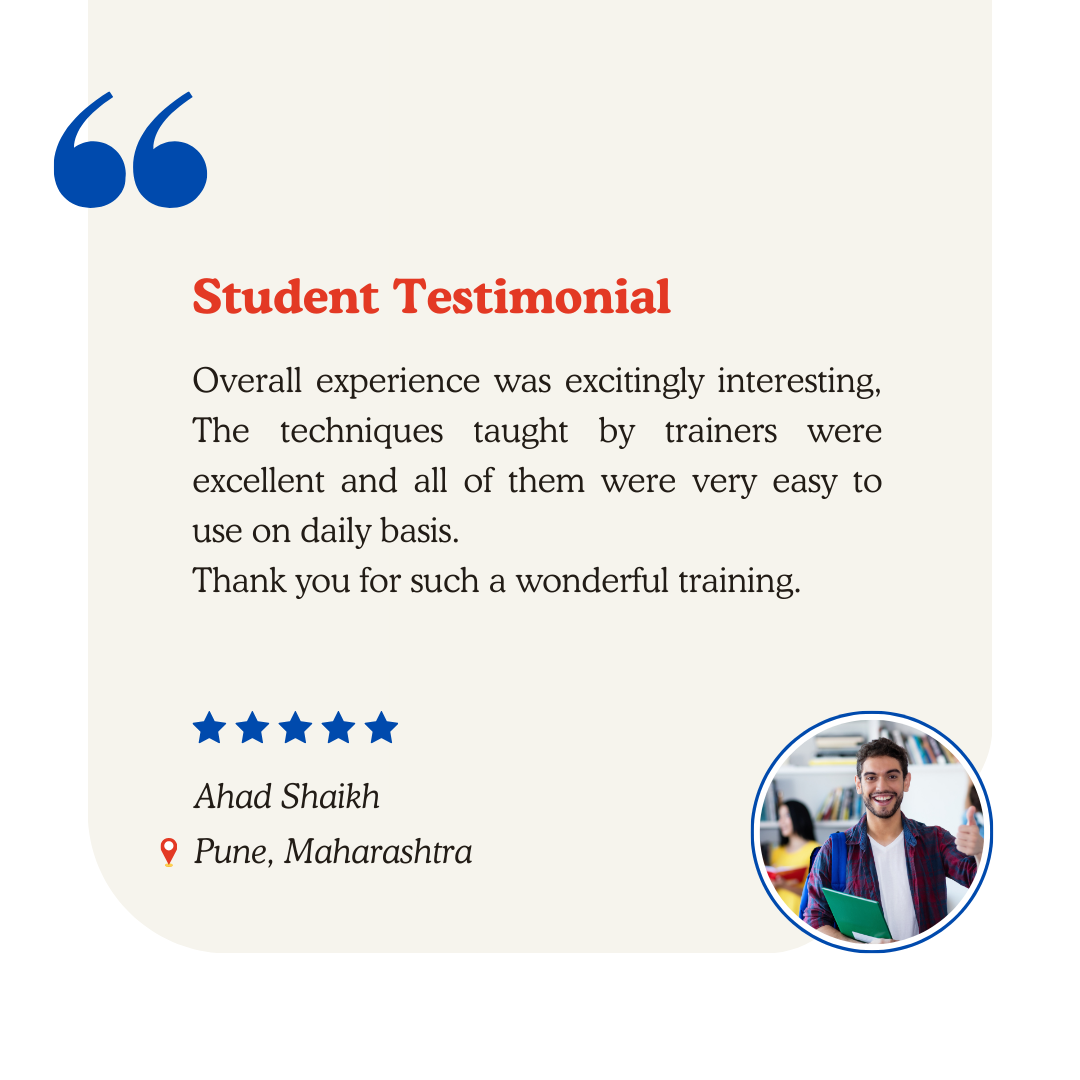 “
Student Testimonial
Overall experience was excitingly interesting,
The techniques taught by trainers were
excellent and all of them were very easy to
use on daily basis.
Thank you for such a wonderful training.
Ahad Shaikh
Pune, Maharashtra